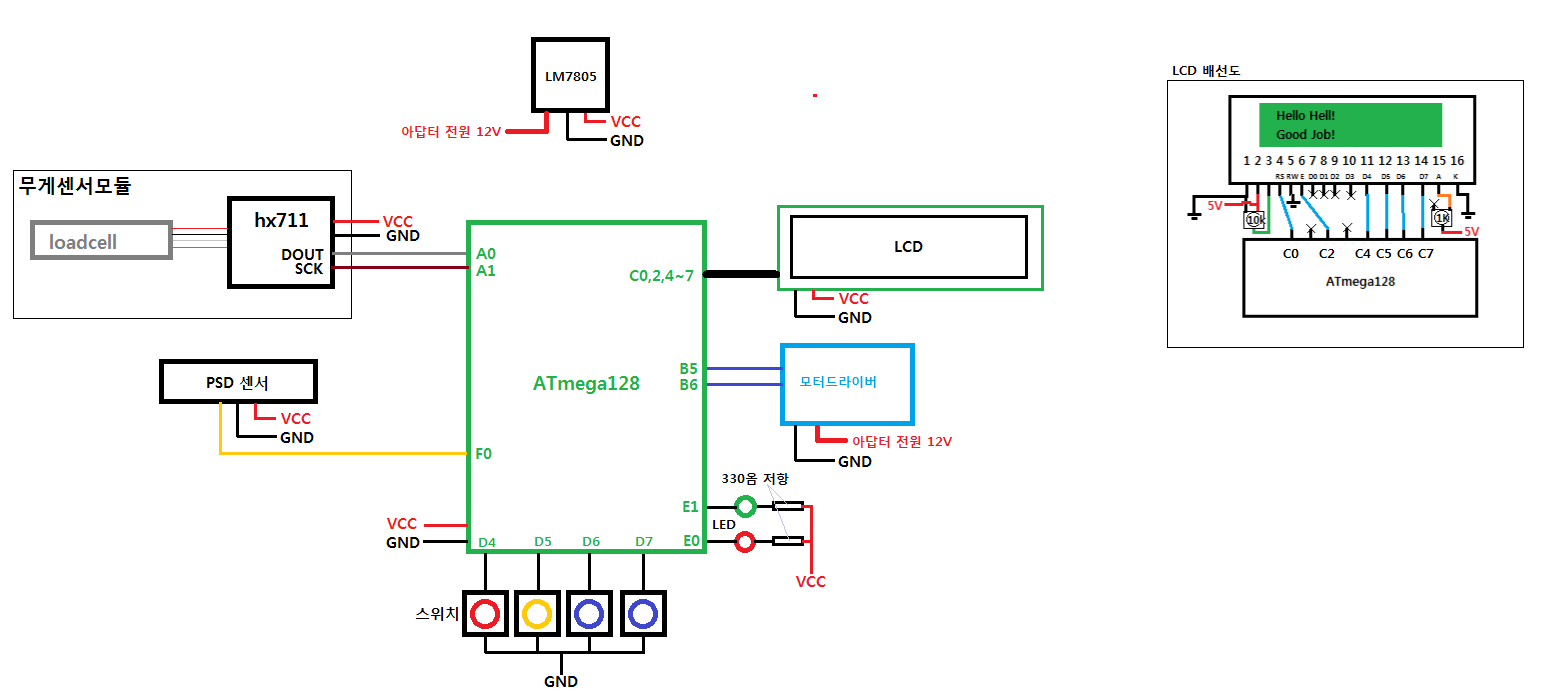 LM7805
아답터 전원 12V
VCC
GND
무게센서모듈
loadcell
hx711
DOUT
SCK
VCC
GND
A0
A1
C0,2,4~7
LCD
VCC
GND
PSD 센서
VCC
GND
ATmega128
B5
B6
모터드라이버
아답터 전원 12V
GND
F0
330옴 저항
E1
LED
E0
VCC
VCC
GND
D4 D5 D6 D7
스위치
GND
LCD 배선도
Hello Hell!
Good Job!
1 2 3 4 5 6 7 8 9 10 11 12 13 14 15 16
RS RW E D0 D1 D2 D3 D4 D5 D6 D7 A K
5V
10k
1K
5V
C0 C2 C4 C5 C6 C7
ATmega128